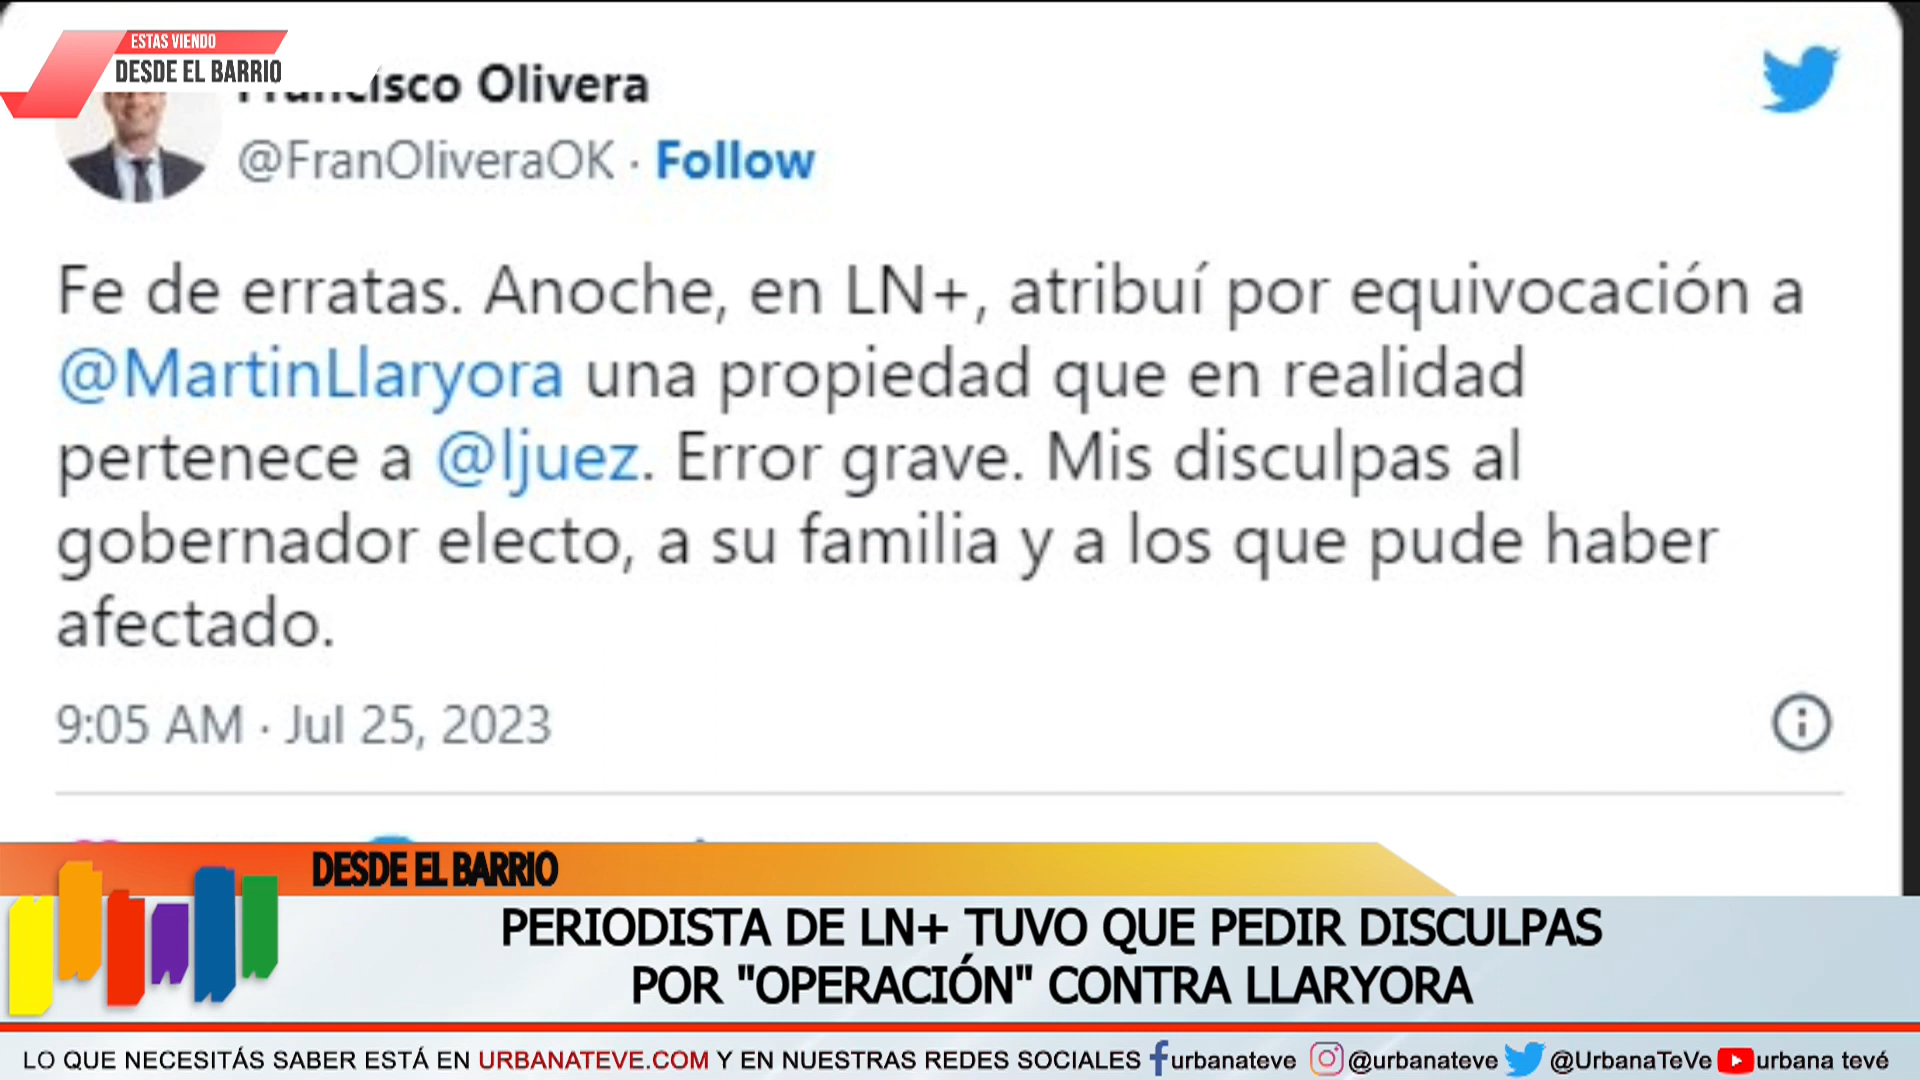 ESTAS VIENDO
DESDE EL BARRIO
Francisco Olivera
@FranOliveraOK · Follow
Fe de erratas. Anoche, en LN+, atribuí por equivocación a
@MartinLlaryora una propiedad que en realidad
pertenece a @ljuez. Error grave. Mis disculpas al
gobernador electo, a su familia y a los que pude haber
afectado.
9:05 AM · Jul 25, 2023
DESDE EL BARRIO
PERIODISTA DE LN+ TUVO QUE PEDIR DISCULPAS
POR "OPERACIÓN" CONTRA LLARYORA
LO QUE NECESITÁS SABER ESTÁ EN URBANATEVE.COM Y EN NUESTRAS REDES SOCIALES urbanateve @urbanateve @UrbanaTeVe urbana tevé